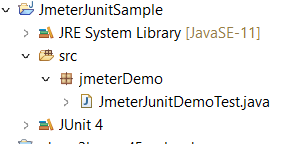 JmeterJunitSample
JRE System Library [JavaSE-11]
src
jmeterDemo
JmeterJunitDemoTest.java
JUnit 4